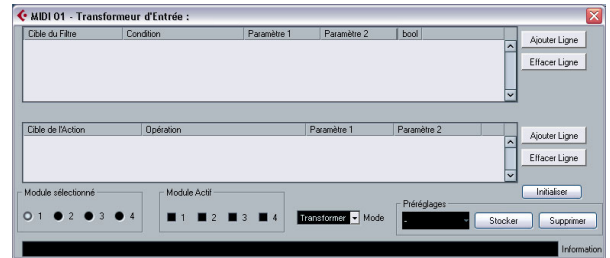 MIDI 01 - Transformeur d'Entrée :
Cible du Filtre Condition Paramètre 1 Paramètre 2 bool
Ajouter Ligne
Effacer Ligne
Cible de l'Action Opération Paramètre 1 Paramètre 2
Ajouter Ligne
Effacer Ligne
Initialiser
Module sélectionné Module Actif Préréglages
1 2 3 4 1 2 3 4 Transformer Mode - Stocker Supprimer
Information